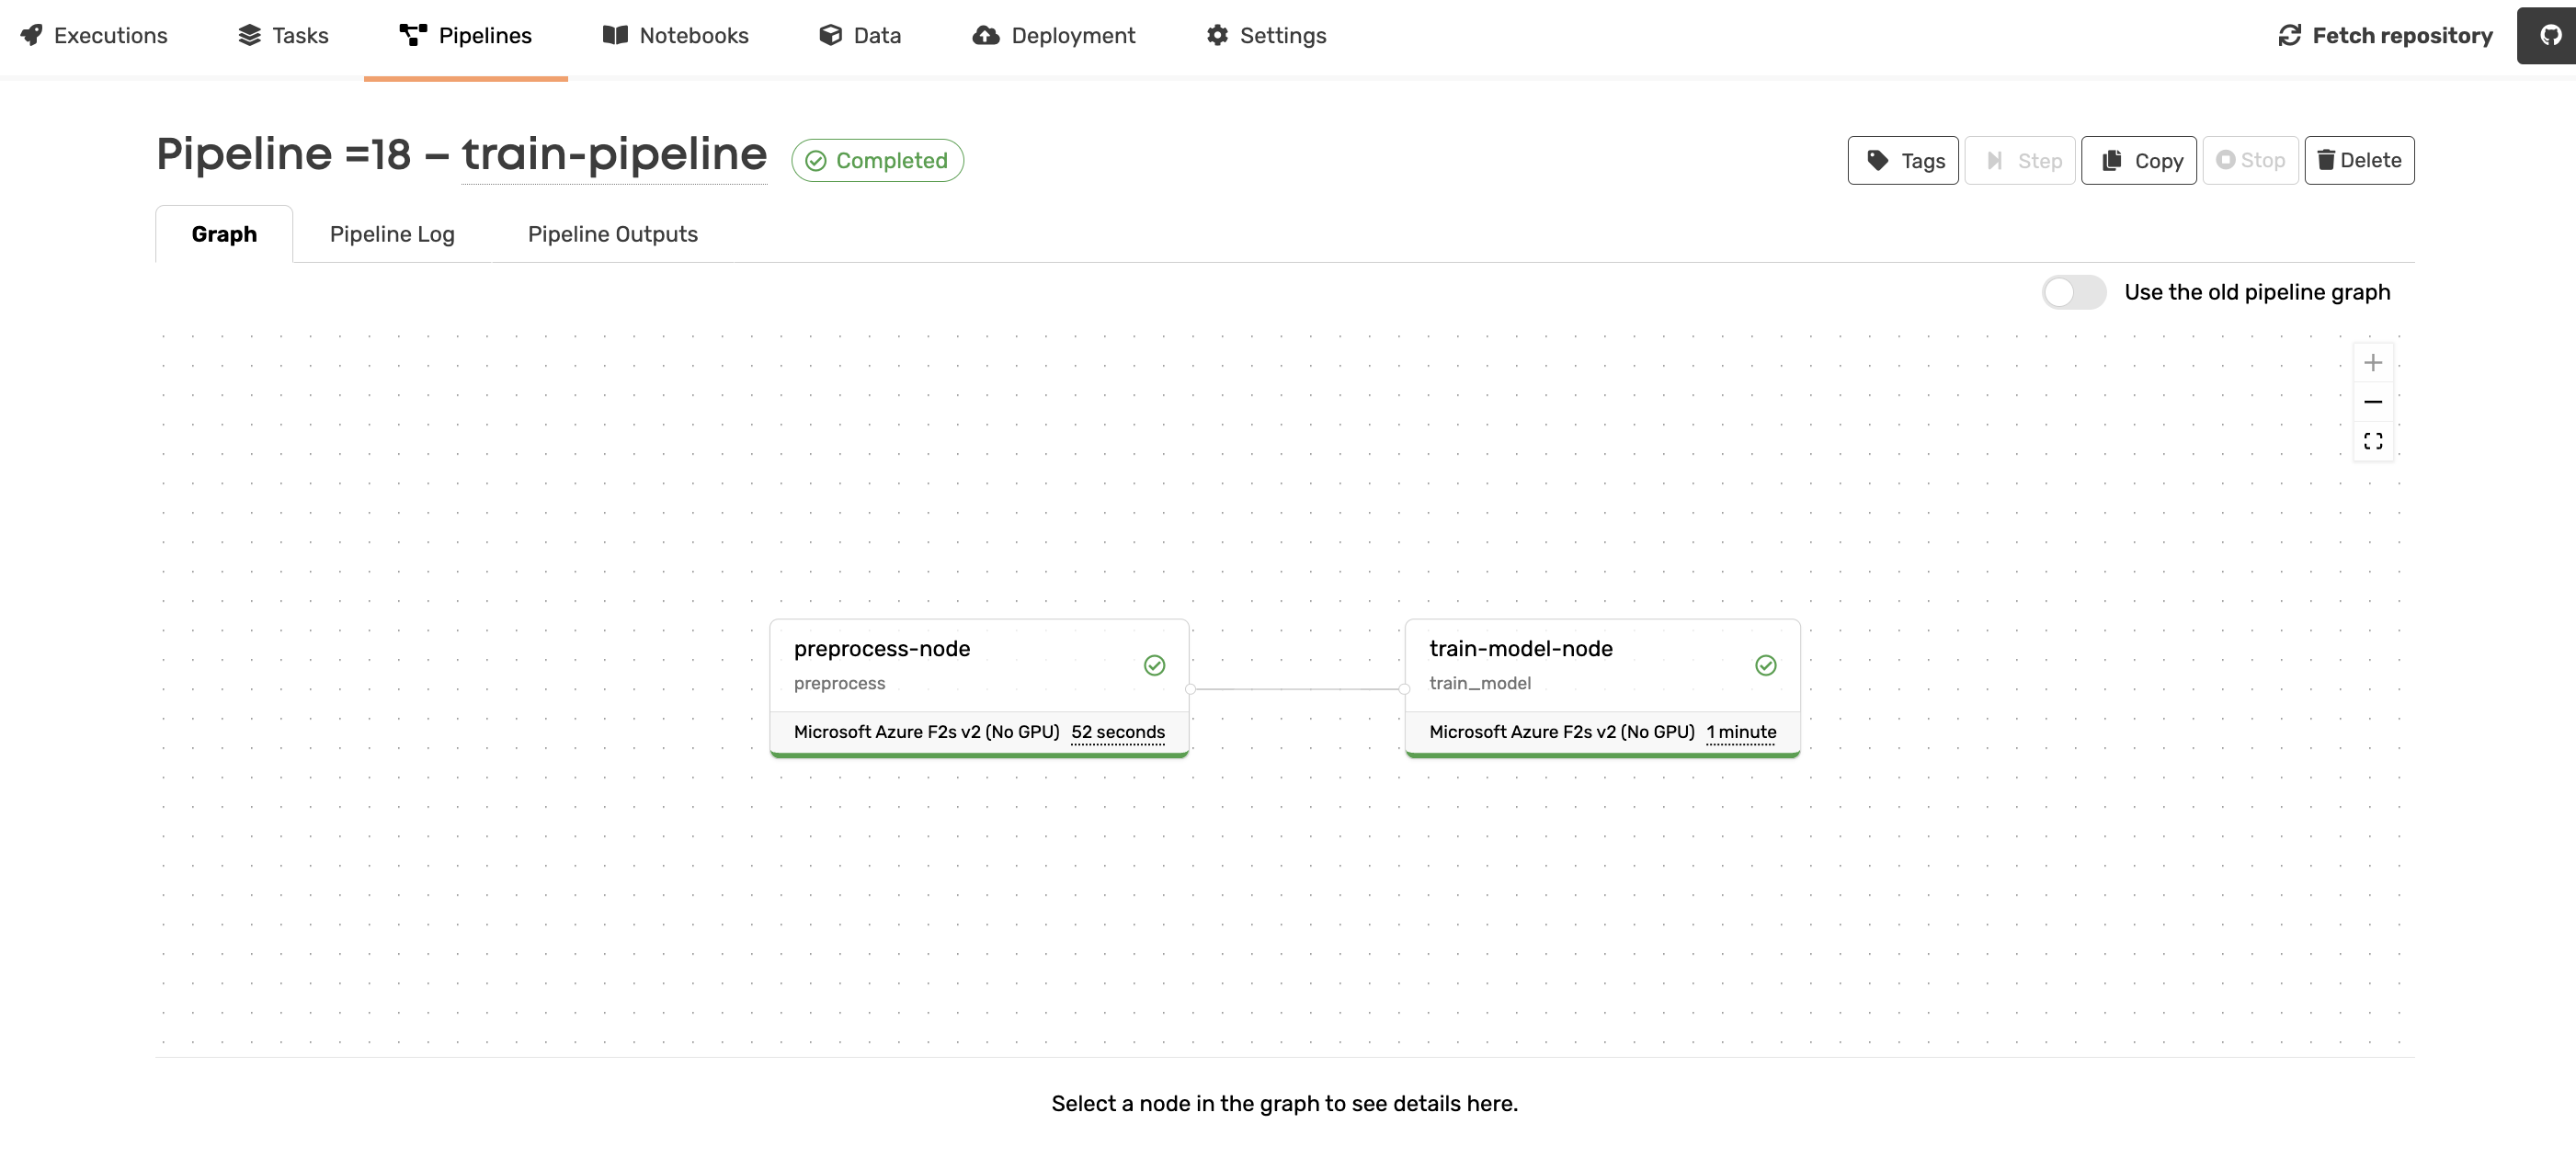 Executions Tasks Pipelines Notebooks Data Deployment Settings Fetch repository
Pipeline =18 – train-pipeline Completed Tags Step Copy Stop Delete
Graph Pipeline Log Pipeline Outputs
Use the old pipeline graph
preprocess-node
preprocess
Microsoft Azure F2s v2 (No GPU) 52 seconds
train-model-node
train_model
Microsoft Azure F2s v2 (No GPU) 1 minute
Select a node in the graph to see details here.